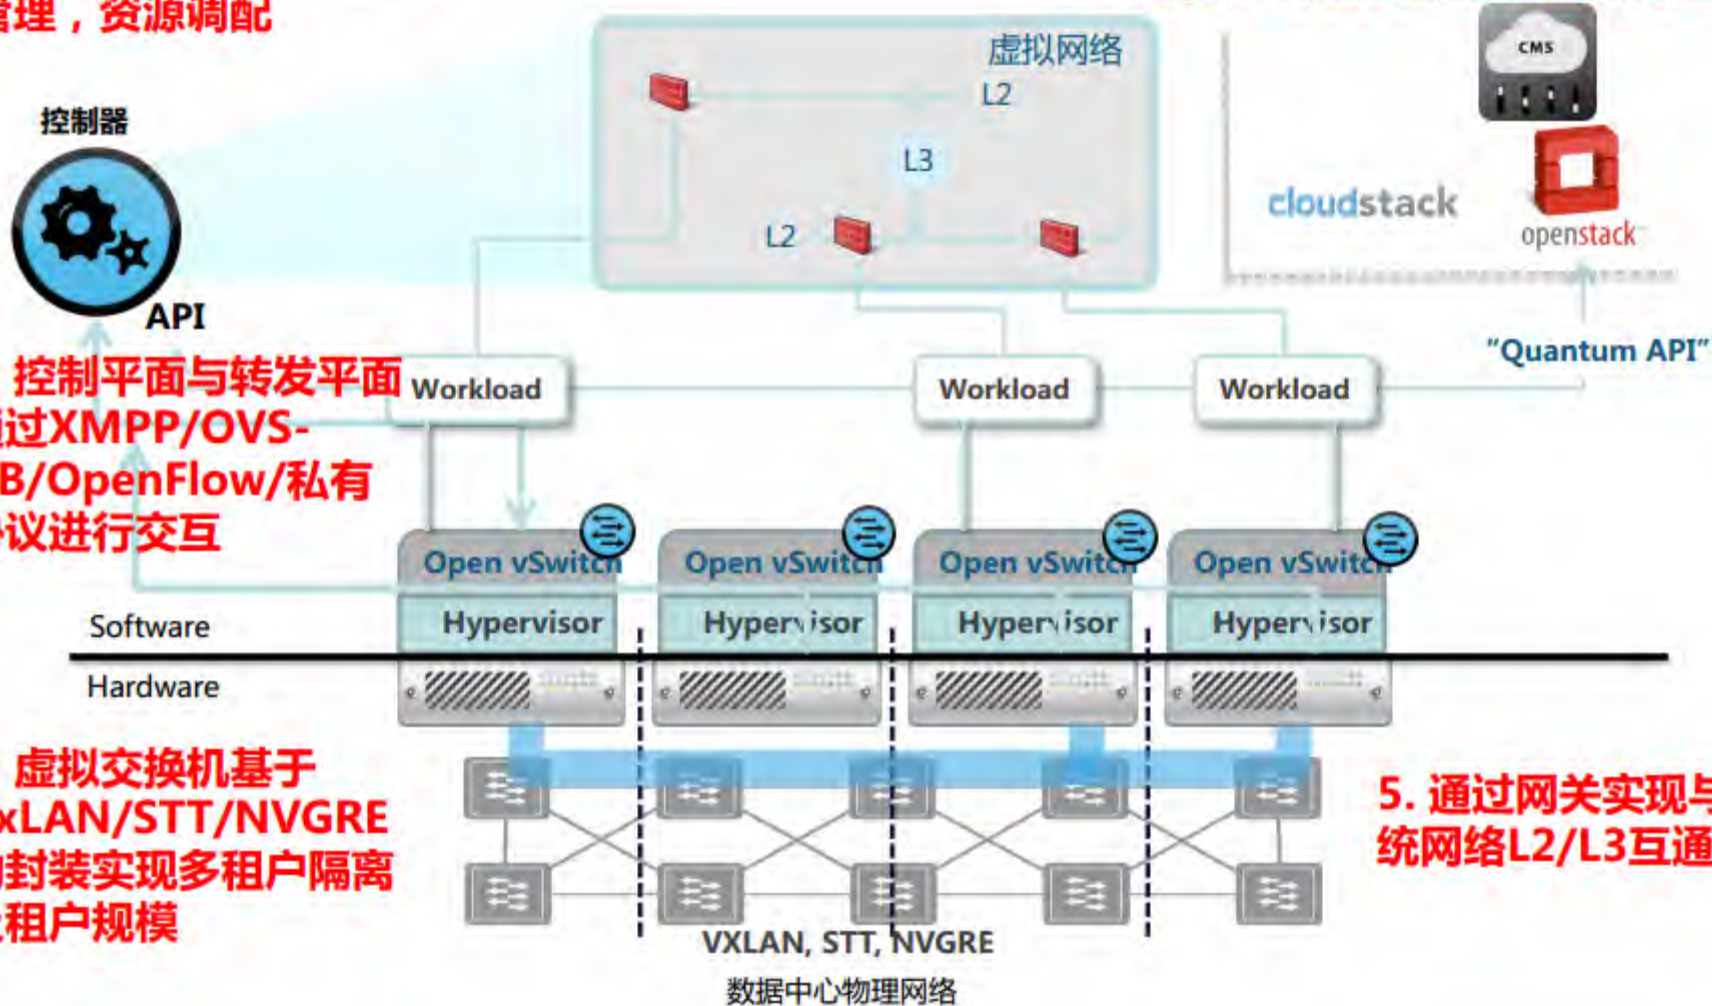 管理，资源调配
控制器
API
虚拟网络
L2
L3
L2
CMS
cloudstack
openstack
"Quantum API"
控制平面与转发平面
通过XMPP/OVS-
B/OpenFlow/私有
协议进行交互
Workload
Workload
Workload
Open vSwitch
Open vSwitch
Open vSwitch
Open vSwitch
Hypervisor
Hypervisor
Hypervisor
Hypervisor
Software
Hardware
虚拟交换机基于
xLAN/STT/NVGRE
封装实现多租户隔离
租户规模
5. 通过网关实现与
统网络L2/L3互通
VXLAN, STT, NVGRE
数据中心物理网络